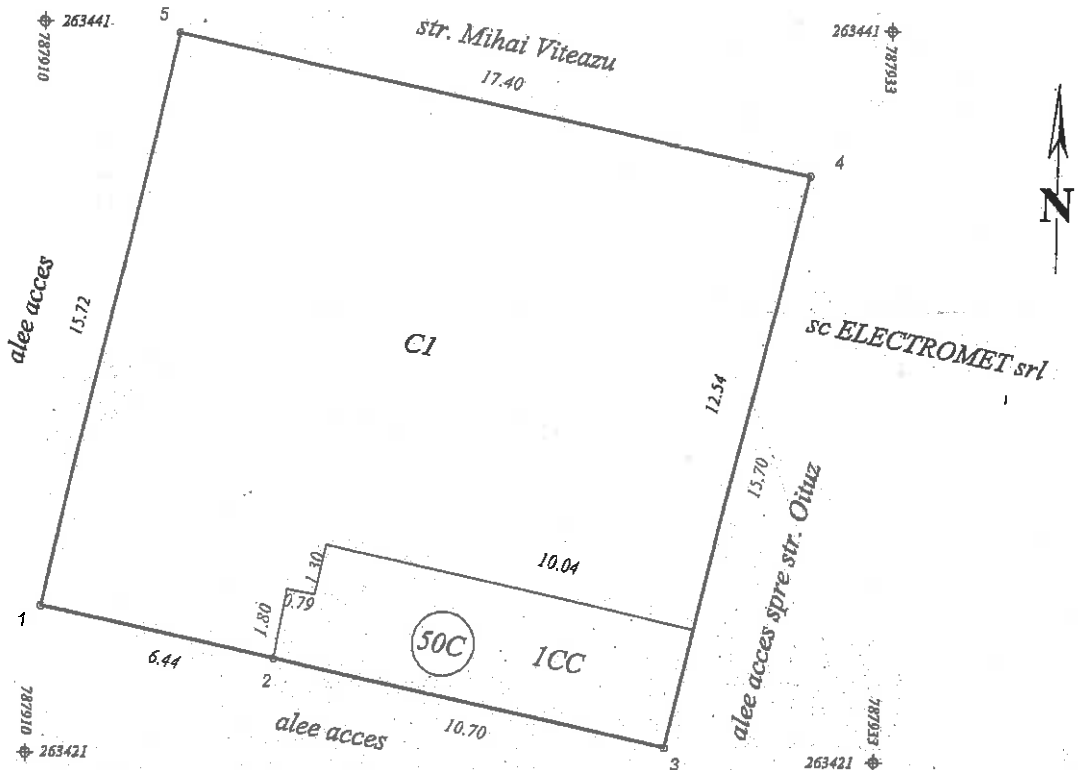 5
263441
787910
str. Mihai Viteazu
17.40
263441
787933
4
N
alee acces
15.72
C1
sc ELECTROMET srl
12.54
15.70
alee acces spre str. Oituz
10.04
1.30
0.79
1.80
50C
1CC
1
6.44
2
alee acces
10.70
3
787910
263421
787933
263421